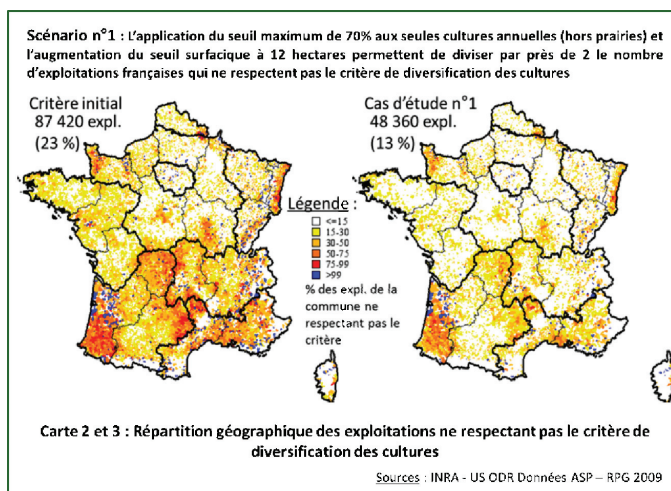 Scénario n°1 : L'application du seuil maximum de 70% aux seules cultures annuelles (hors prairies) et
l'augmentation du seuil surfacique à 12 hectares permettent de diviser par près de 2 le nombre
d'exploitations françaises qui ne respectent pas le critère de diversification des cultures
Critère initial
87 420 expl.
(23 %)
Cas d'étude n°1
48 360 expl.
(13 %)
Légende :
<=15
15-30
30-50
50-75
75-99
>99
% des expl. de la
commune ne
respectant pas le
critère
Carte 2 et 3 : Répartition géographique des exploitations ne respectant pas le critère de
diversification des cultures
Sources : INRA - US ODR Données ASP – RPG 2009